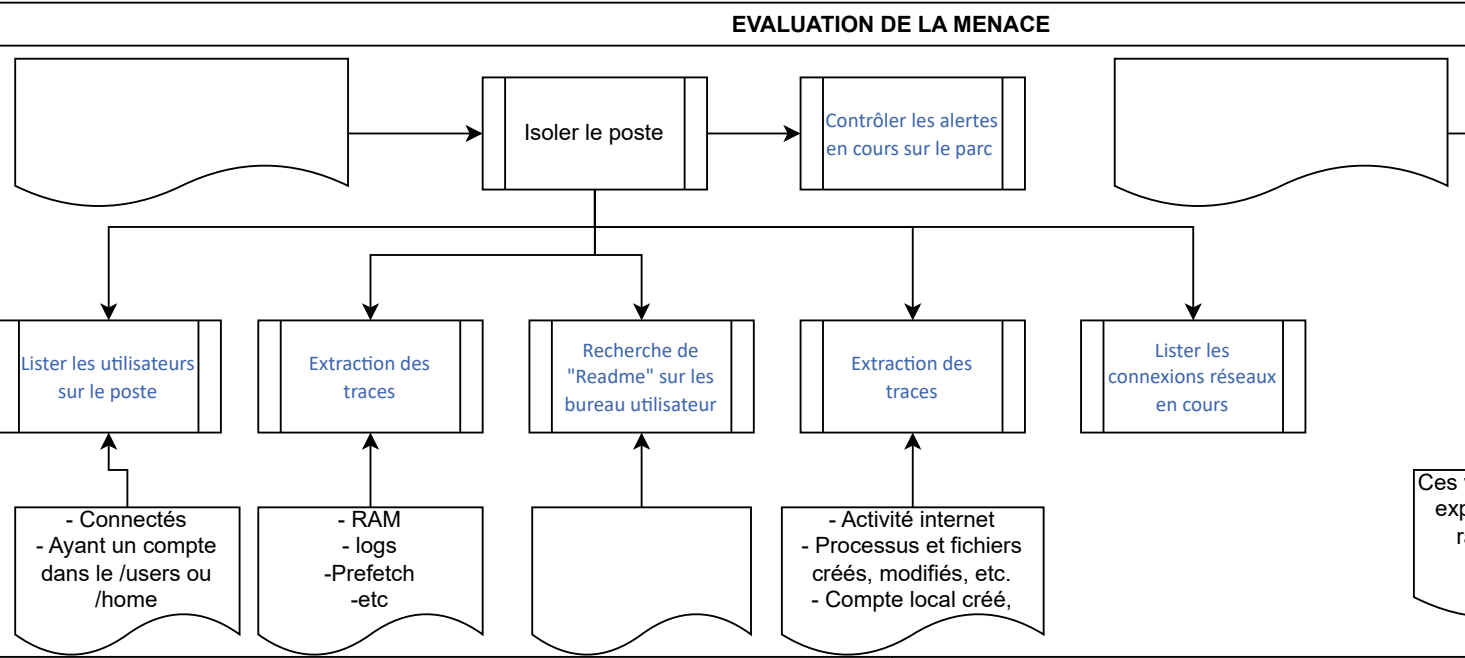 EVALUATION DE LA MENACE
Isoler le poste
Contrôler les alertes
en cours sur le parc
Lister les utilisateurs
sur le poste
Extraction des
traces
Recherche de
"Readme" sur les
bureau utilisateur
Extraction des
traces
Lister les
connexions réseaux
en cours
- Connectés
- Ayant un compte
dans le /users ou
/home
- RAM
- logs
-Prefetch
-etc
- Activité internet
- Processus et fichiers
créés, modifiés, etc.
- Compte local créé,
Ces